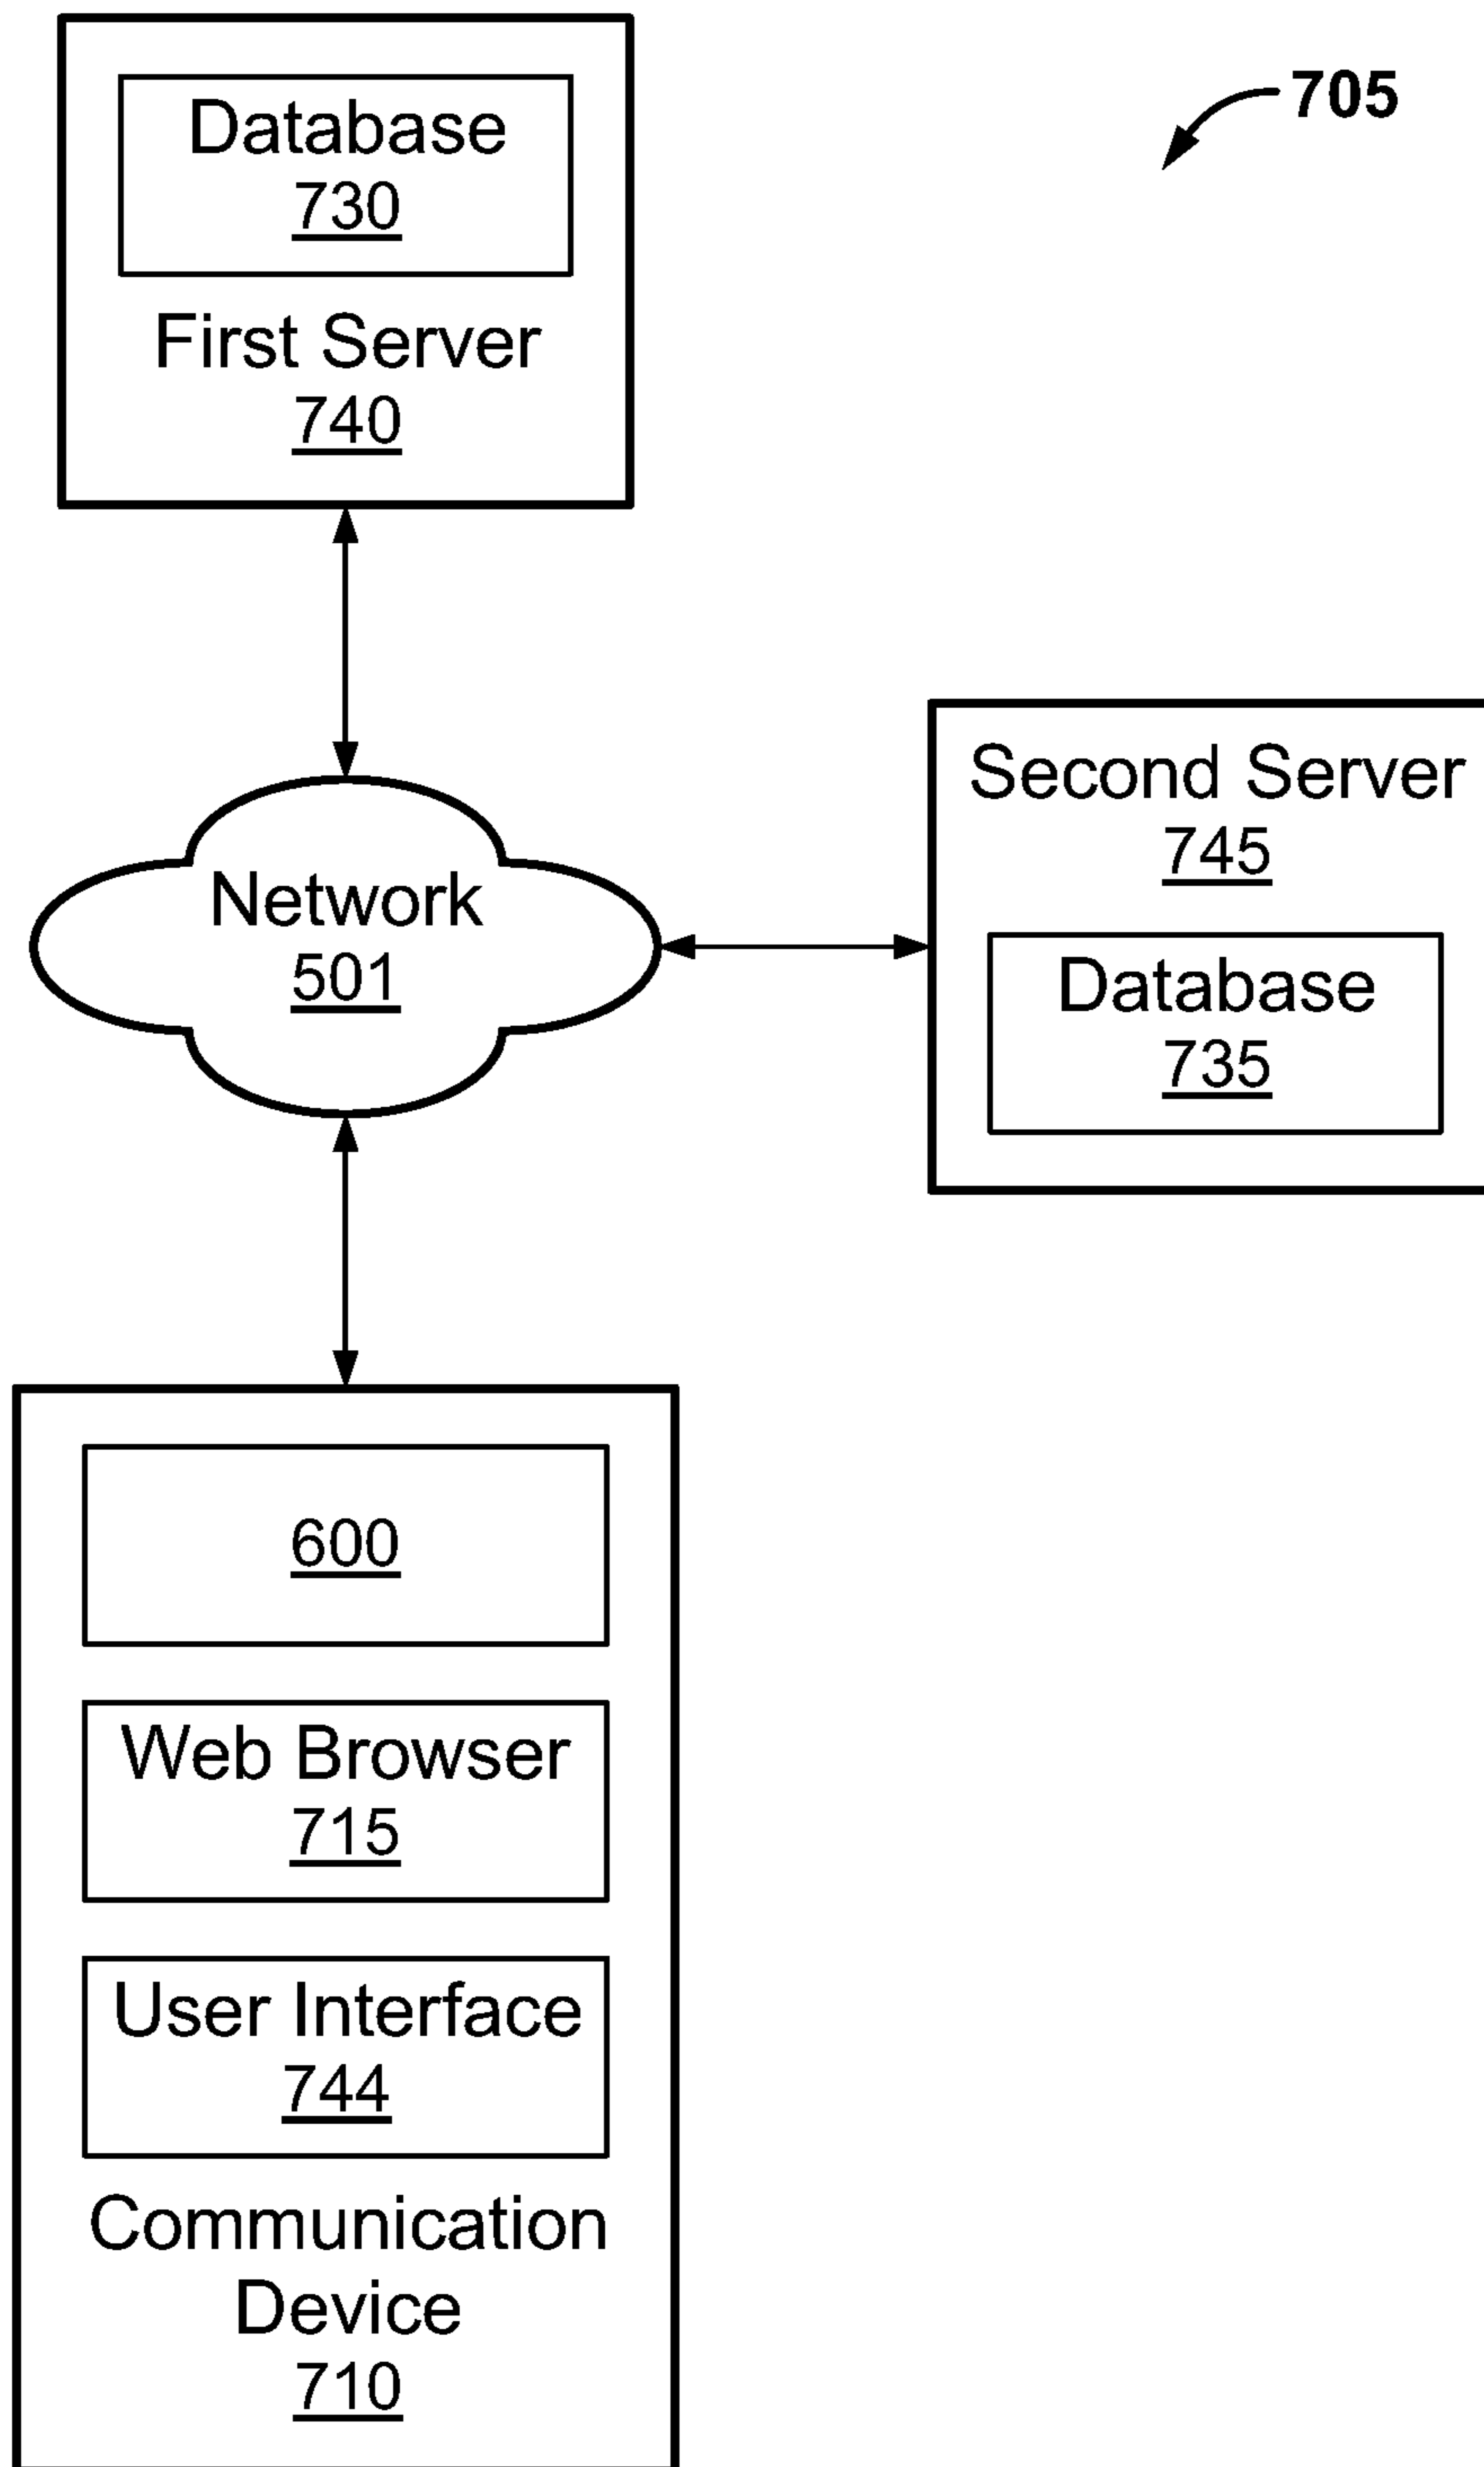 Database
730
First Server
740
705
Second Server
745
Database
735
Network
501
600
Web Browser
715
User Interface
744
Communication
Device
710